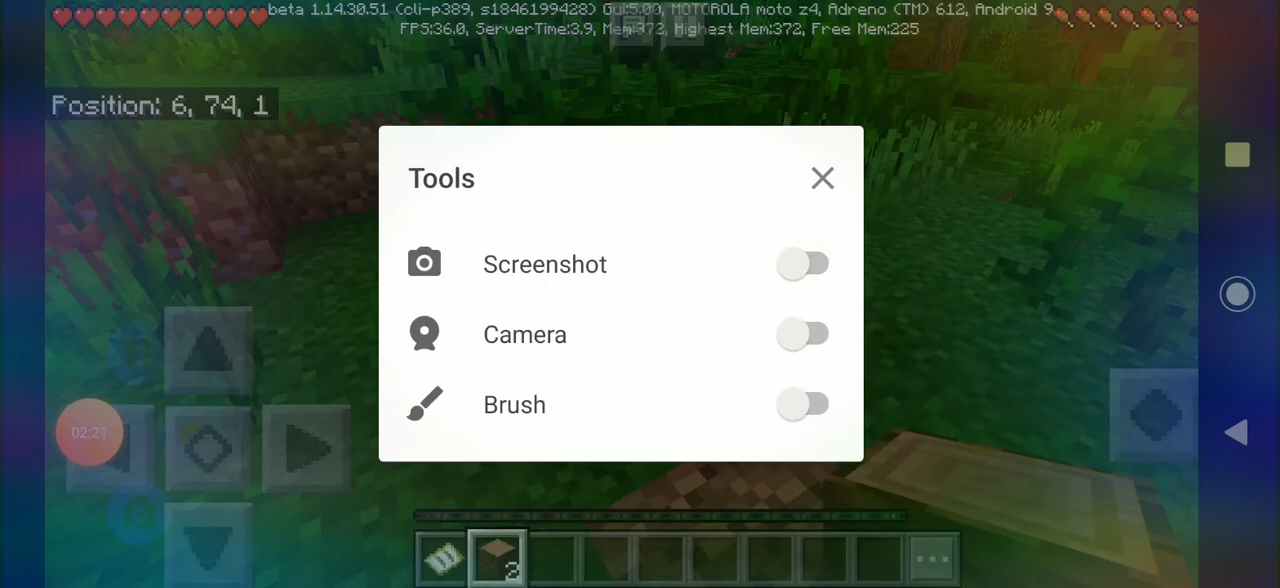 beta 1.14.30.51 (cli-p389, s1846199428) Gui:5.00, MOTOROLA moto z4, Adreno (TM) 612, Android 9
FPS:36.0, ServerTime:3.9, Mem:372, Highest Mem:372, Free Mem:225
Position: 6, 74, 1
Tools
Screenshot
Camera
Brush
02:21
2